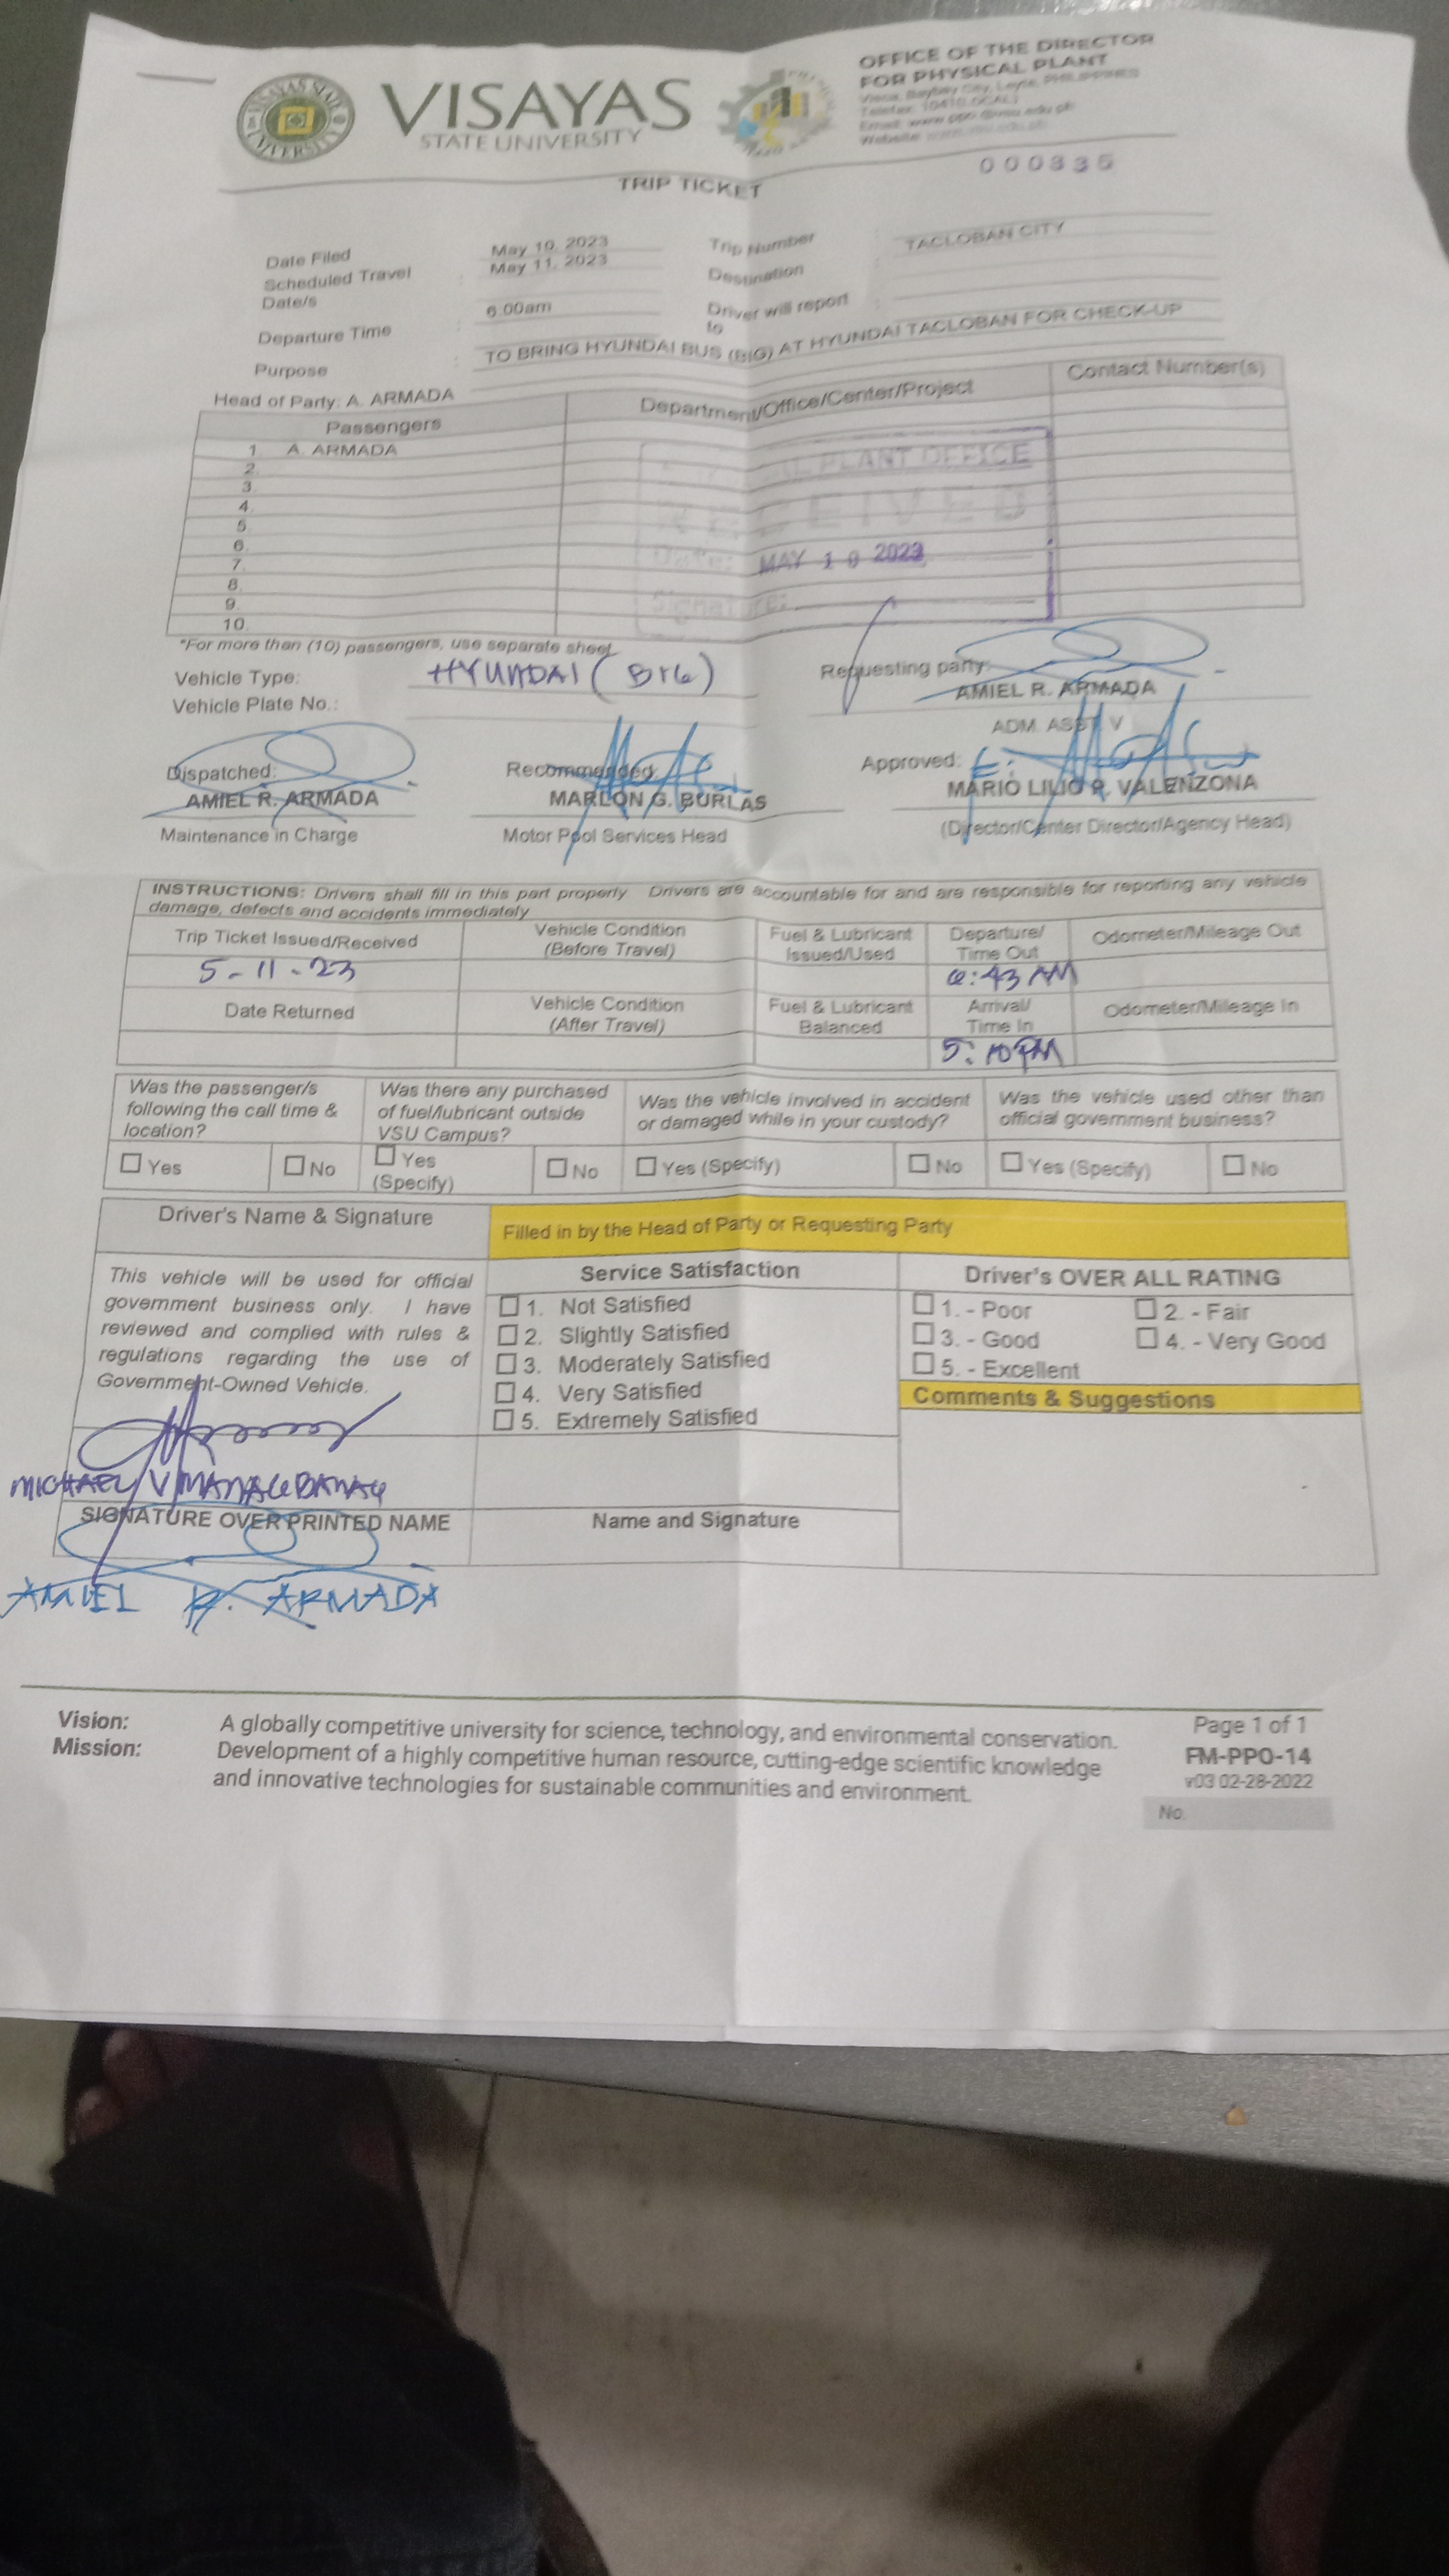 VISAYAS
STATE UNIVERSITY
OFFICE OF THE DIRECTOR
FOR PHYSICAL PLANT
Visca, Baybay City, Leyte, PHILIPPINES
000335
TRIP TICKET
Date Filed May 10, 2023 Trip Number : TACLOBAN CITY
Scheduled Travel May 11, 2023 Destination
Date/s
Departure Time 6:00am Driver will report :
to
Purpose : TO BRING HYUNDAI BUS (BIG) AT HYUNDAI TACLOBAN FOR CHECK-UP
Head of Party: A. ARMADA Department/Office/Center/Project Contact Number(s)
Passengers
1. A. ARMADA
2.
3.
4.
5
6.
7.
8.
9.
10.
PLANT OFFICE
RECEIVED
Date: MAY 10 2023
Signature:
*For more than (10) passengers, use separate sheet
Vehicle Type: HYUNDAI (BIG) Requesting party:
Vehicle Plate No.: AMIEL R. ARMADA
ADM. ASST. V
Dispatched: Recommended: Approved:
AMIEL R. ARMADA MARLON G. BURLAS MARIO LILIO P. VALENZONA
Maintenance in Charge Motor Pool Services Head (Director/Center Director/Agency Head)
INSTRUCTIONS: Drivers shall fill in this part properly Drivers are accountable for and are responsible for reporting any vehicle
damage, defects and accidents immediately
Trip Ticket Issued/Received Vehicle Condition (Before Travel) Fuel & Lubricant Issued/Used Departure/ Time Out Odometer/Mileage Out
5-11-23 6:43 AM
Date Returned Vehicle Condition (After Travel) Fuel & Lubricant Balanced Arrival/ Time In Odometer/Mileage In
5:10PM
Was the passenger/s following the call time & location? Was there any purchased of fuel/lubricant outside VSU Campus? Was the vehicle involved in accident or damaged while in your custody? Was the vehicle used other than official government business?
Yes No Yes (Specify) No Yes (Specify) No Yes (Specify) No
Driver's Name & Signature Filled in by the Head of Party or Requesting Party
This vehicle will be used for official
government business only. I have
reviewed and complied with rules &
regulations regarding the use of
Government-Owned Vehicle.
Service Satisfaction
1. Not Satisfied
2. Slightly Satisfied
3. Moderately Satisfied
4. Very Satisfied
5. Extremely Satisfied
Driver's OVER ALL RATING
1. - Poor 2. - Fair
3. - Good 4. - Very Good
5. - Excellent
Comments & Suggestions
MICHAEL V
SIGNATURE OVER PRINTED NAME Name and Signature
AMIEL R. ARMADA
Vision: A globally competitive university for science, technology, and environmental conservation.
Mission: Development of a highly competitive human resource, cutting-edge scientific knowledge
and innovative technologies for sustainable communities and environment.
Page 1 of 1
FM-PPO-14
v03 02-28-2022
No.